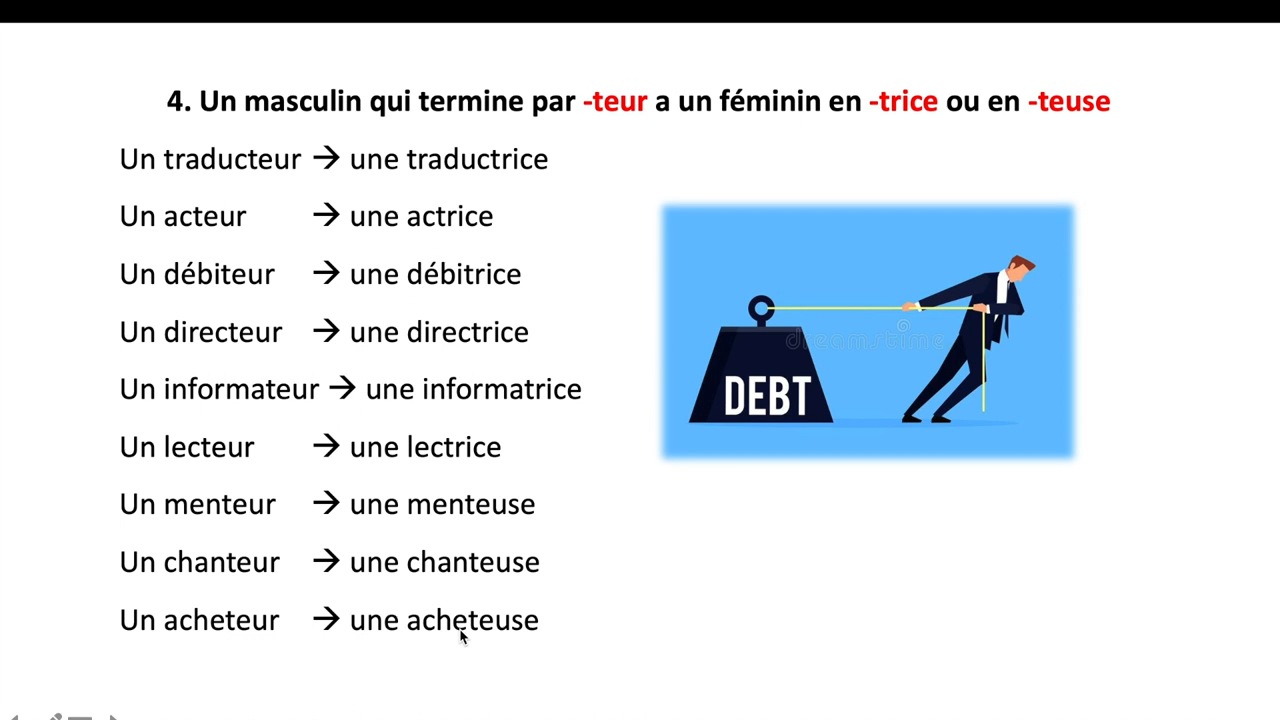 4. Un masculin qui termine par -teur a un féminin en -trice ou en -teuse
Un traducteur → une traductrice
Un acteur → une actrice
Un débiteur → une débitrice
Un directeur → une directrice
Un informateur → une informatrice
Un lecteur → une lectrice
Un menteur → une menteuse
Un chanteur → une chanteuse
Un acheteur → une acheteuse
dreamstime
DEBT